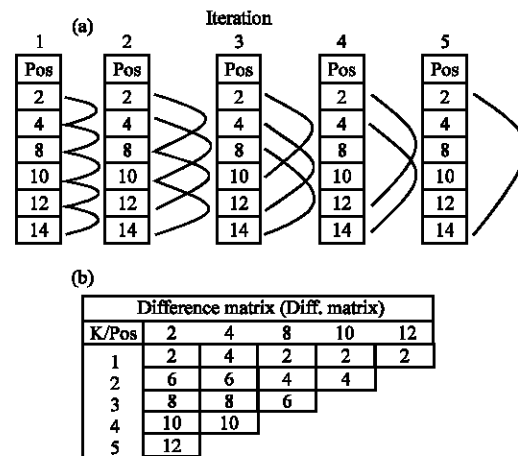 Iteration
(a)
1 2 3 4 5
Pos Pos Pos Pos Pos
2 2 2 2 2
4 4 4 4 4
8 8 8 8 8
10 10 10 10 10
12 12 12 12 12
14 14 14 14 14
(b)
Difference matrix (Diff. matrix)
K/Pos 2 4 8 10 12
1 2 4 2 2 2
2 6 6 4 4
3 8 8 6
4 10 10
5 12